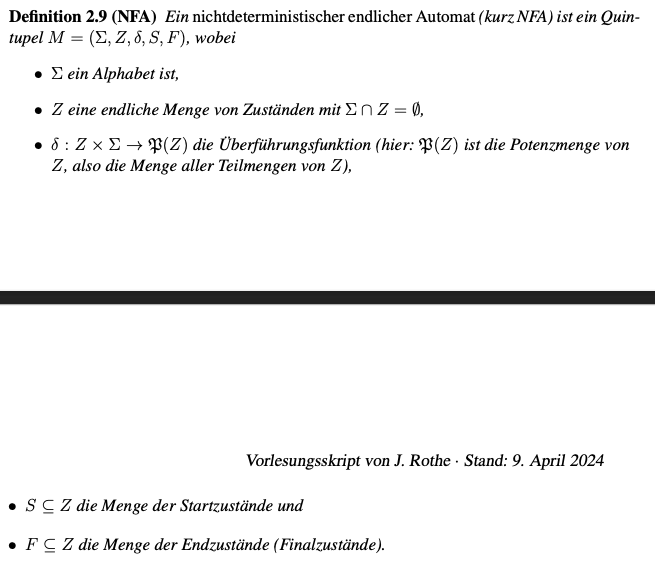 Definition 2.9 (NFA) Ein nichtdeterministischer endlicher Automat (kurz NFA) ist ein Quin-
tupel M = (Σ, Z, δ, S, F), wobei
• Σ ein Alphabet ist,
• Z eine endliche Menge von Zuständen mit Σ ∩ Z = ∅,
• δ : Z × Σ → 𝔓(Z) die Überführungsfunktion (hier: 𝔓(Z) ist die Potenzmenge von
Z, also die Menge aller Teilmengen von Z),
Vorlesungsskript von J. Rothe · Stand: 9. April 2024
• S ⊆ Z die Menge der Startzustände und
• F ⊆ Z die Menge der Endzustände (Finalzustände).